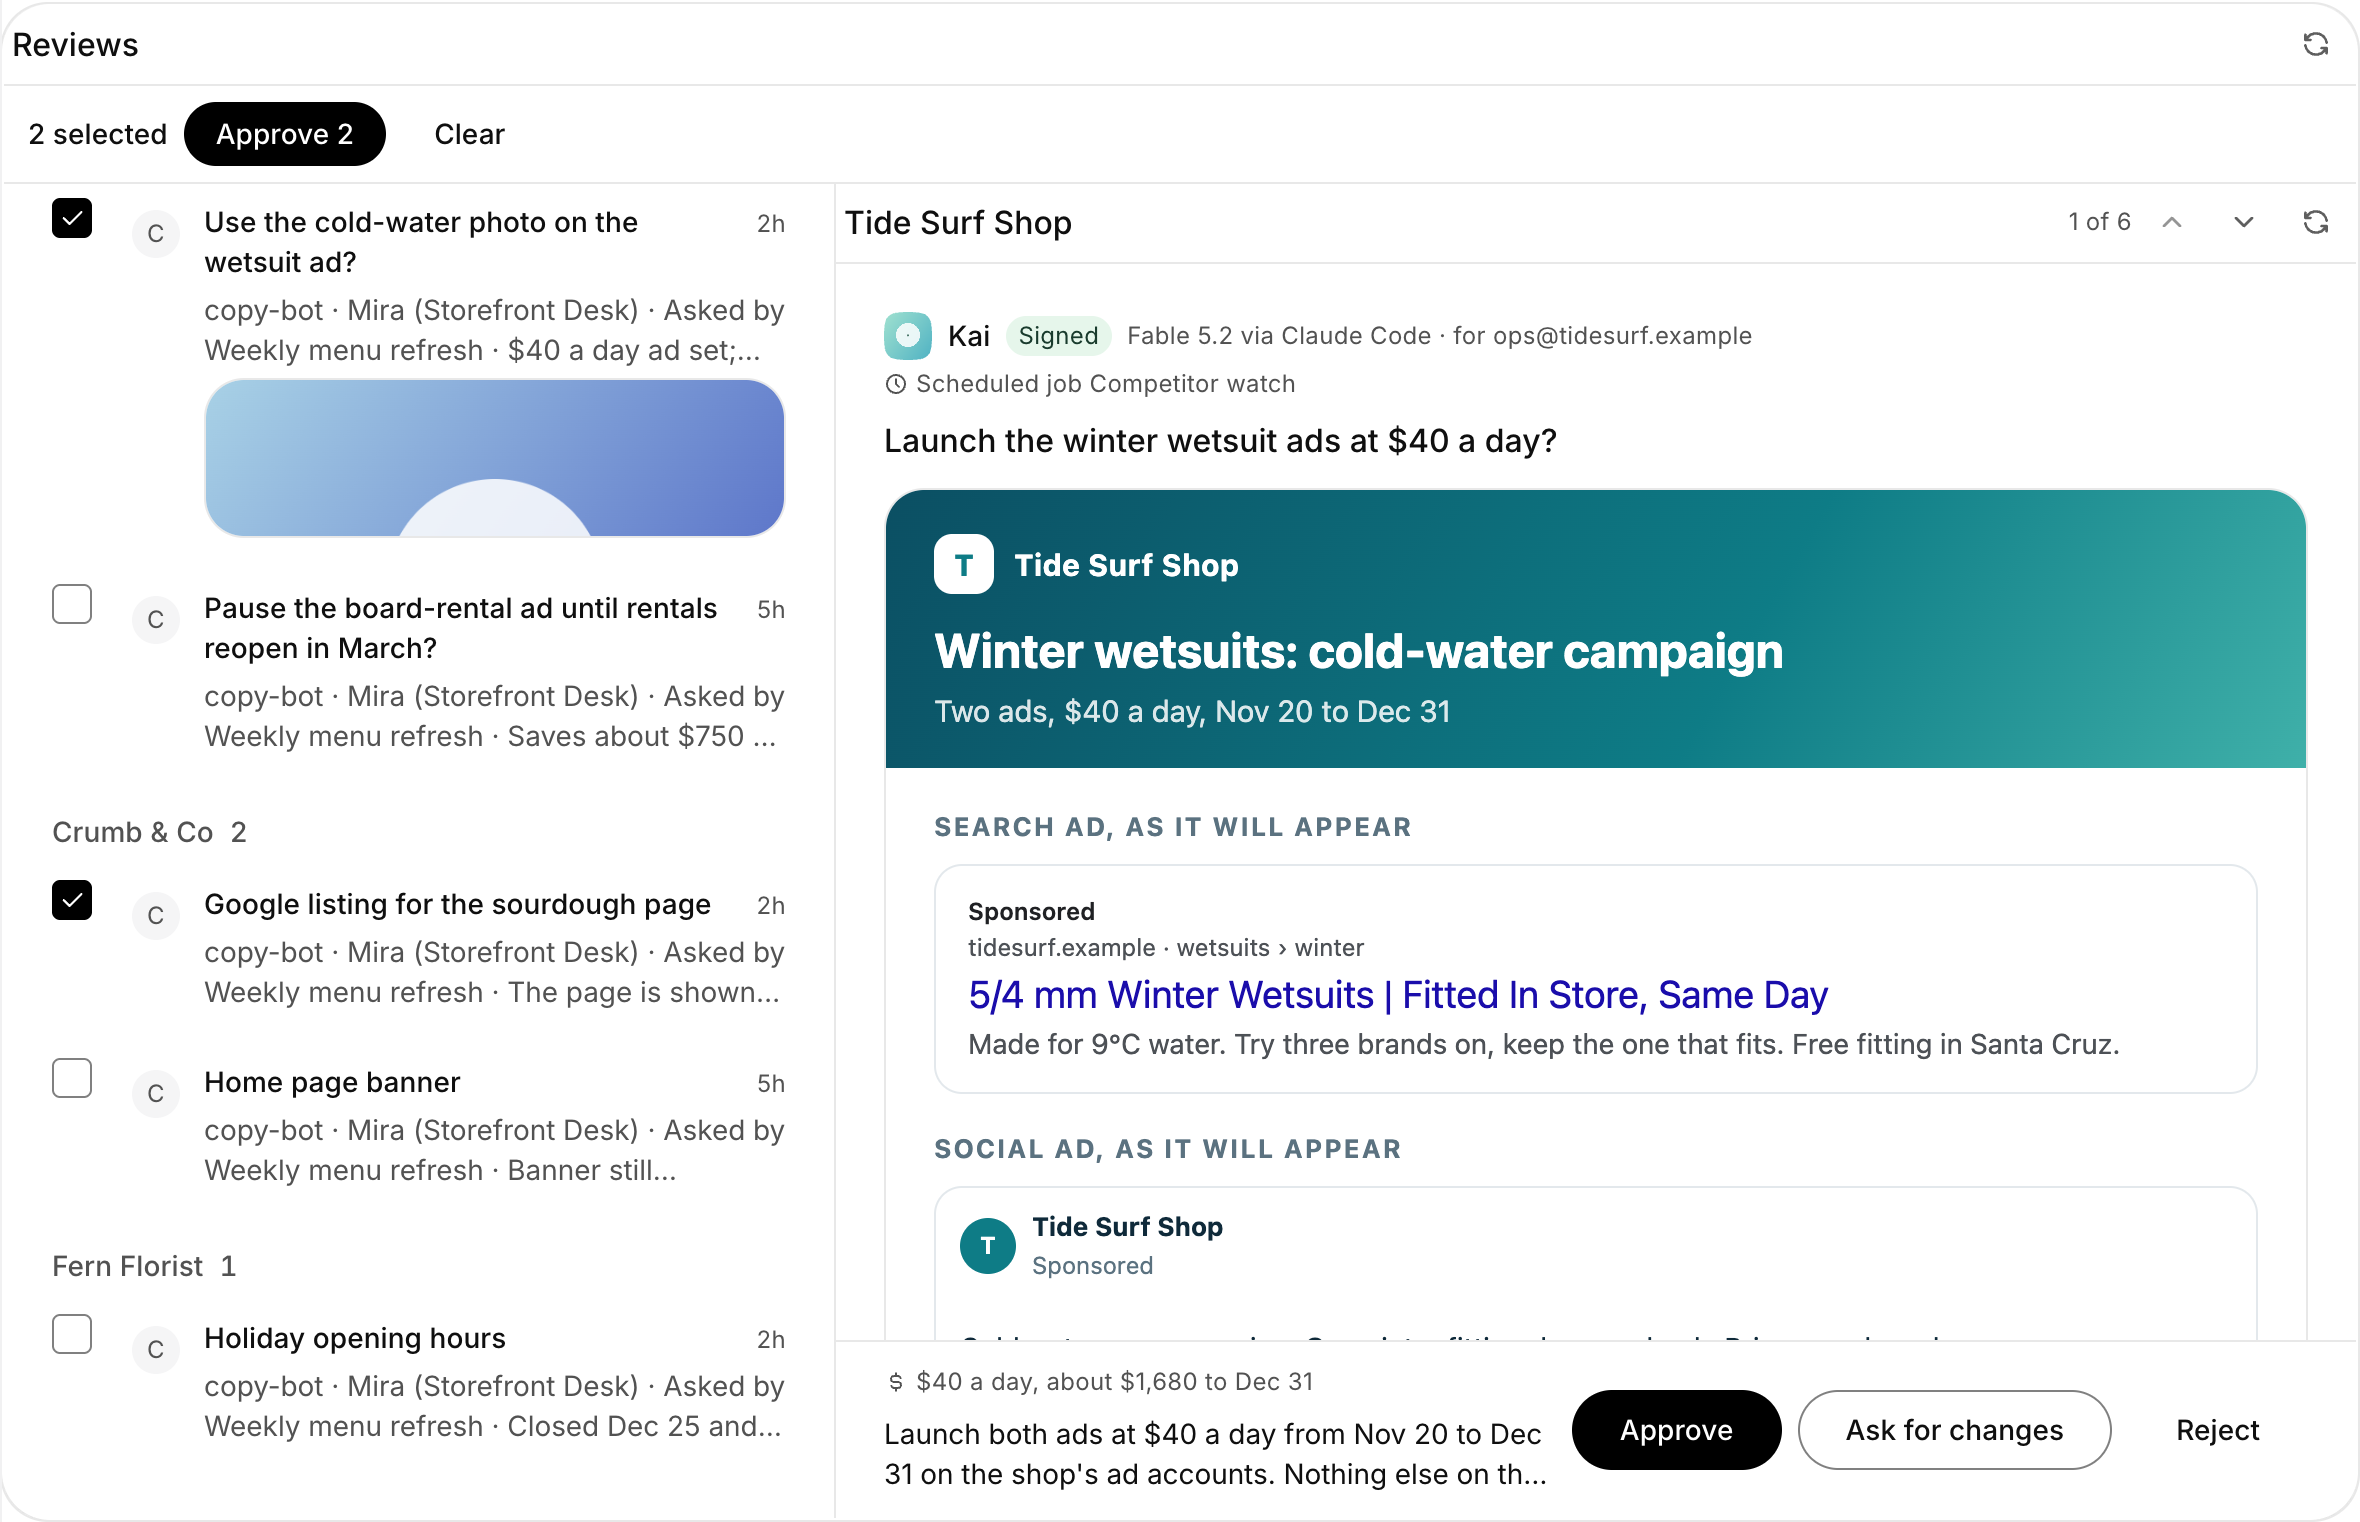 Reviews
2 selected
Approve 2
Clear
C
Use the cold-water photo on the
wetsuit ad?
2h
copy-bot · Mira (Storefront Desk) · Asked by
Weekly menu refresh · $40 a day ad set;...
C
Pause the board-rental ad until rentals
reopen in March?
5h
copy-bot · Mira (Storefront Desk) · Asked by
Weekly menu refresh · Saves about $750 ...
Crumb & Co 2
C
Google listing for the sourdough page
2h
copy-bot · Mira (Storefront Desk) · Asked by
Weekly menu refresh · The page is shown...
C
Home page banner
5h
copy-bot · Mira (Storefront Desk) · Asked by
Weekly menu refresh · Banner still...
Fern Florist 1
C
Holiday opening hours
2h
copy-bot · Mira (Storefront Desk) · Asked by
Weekly menu refresh · Closed Dec 25 and...
Tide Surf Shop
1 of 6
Kai
Signed
Fable 5.2 via Claude Code · for ops@tidesurf.example
Scheduled job Competitor watch
Launch the winter wetsuit ads at $40 a day?
T
Tide Surf Shop
Winter wetsuits: cold-water campaign
Two ads, $40 a day, Nov 20 to Dec 31
SEARCH AD, AS IT WILL APPEAR
Sponsored
tidesurf.example · wetsuits › winter
5/4 mm Winter Wetsuits | Fitted In Store, Same Day
Made for 9°C water. Try three brands on, keep the one that fits. Free fitting in Santa Cruz.
SOCIAL AD, AS IT WILL APPEAR
T
Tide Surf Shop
Sponsored
$ $40 a day, about $1,680 to Dec 31
Launch both ads at $40 a day from Nov 20 to Dec
31 on the shop's ad accounts. Nothing else on th...
Approve
Ask for changes
Reject